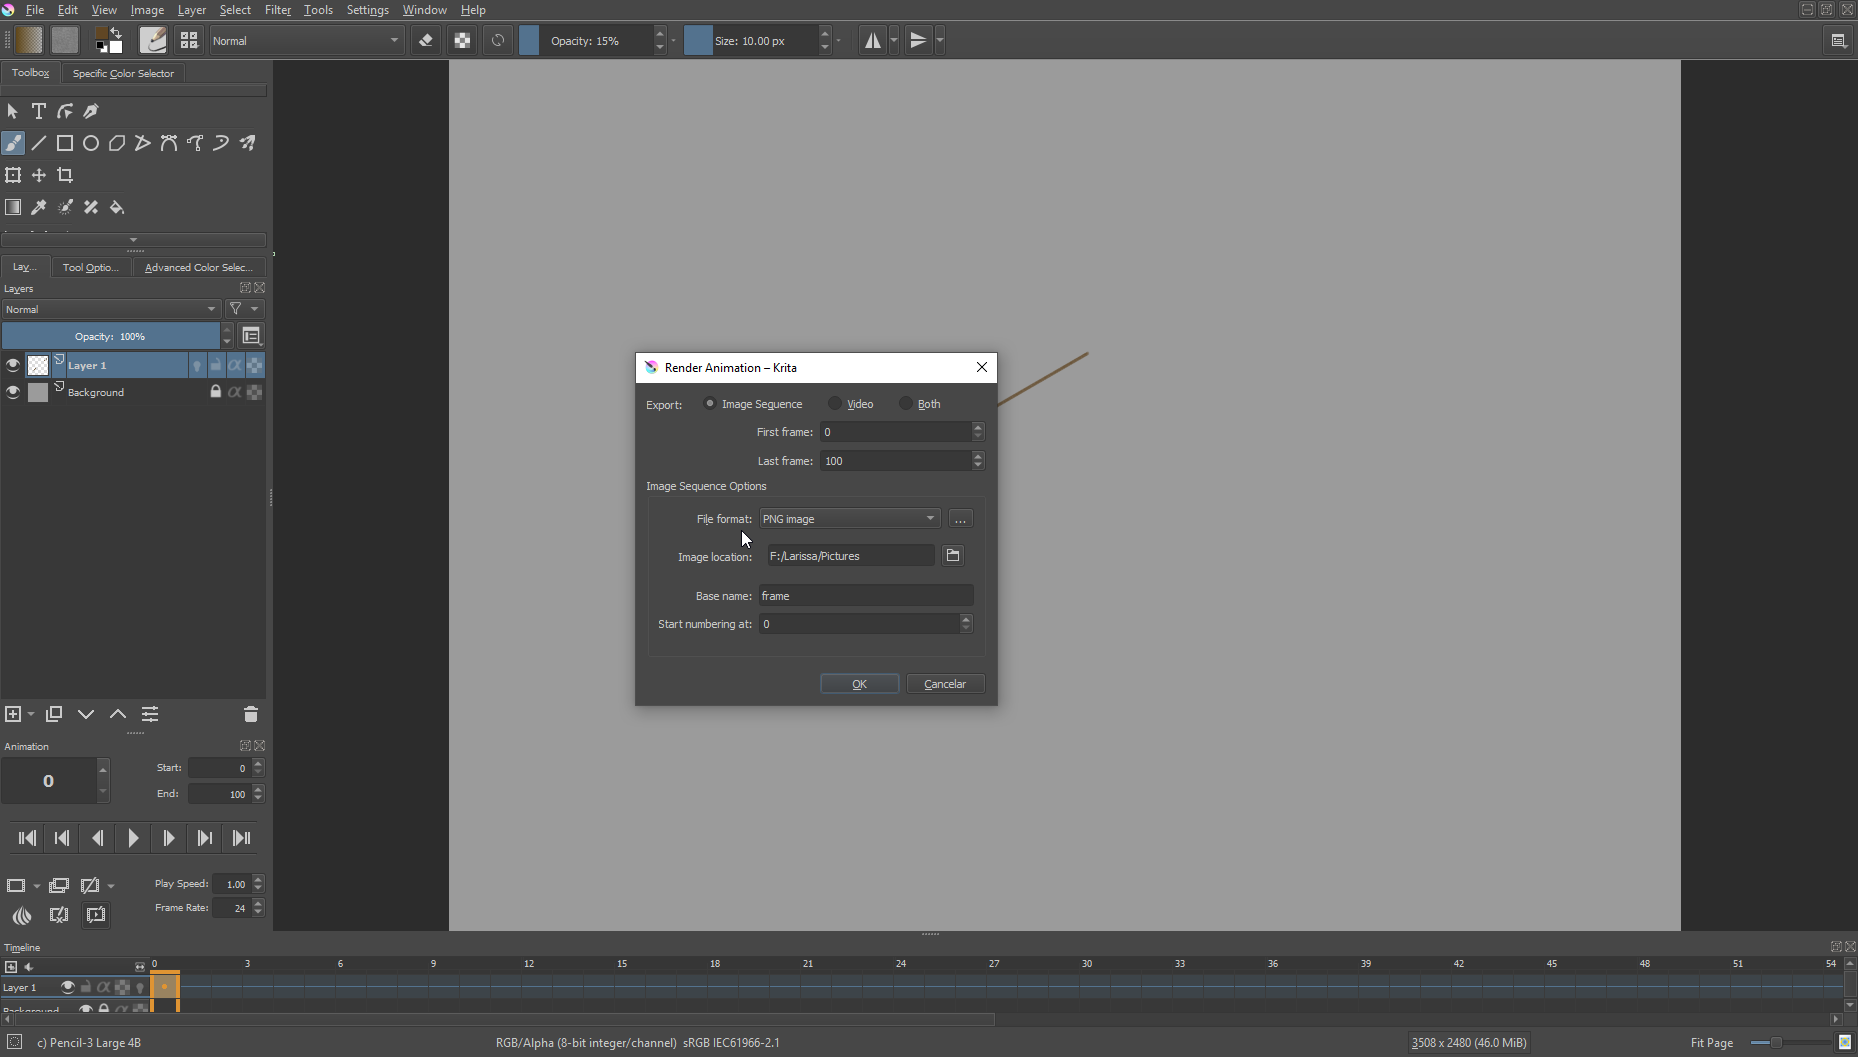 File Edit View Image Layer Select Filter Tools Settings Window Help
Normal Opacity: 15% Size: 10.00 px
Toolbox Specific Color Selector
Lay... Tool Optio... Advanced Color Selec...
Layers
Normal
Opacity: 100%
Layer 1
Background
Render Animation – Krita
Export: Image Sequence Video Both
First frame: 0
Last frame: 100
Image Sequence Options
File format: PNG image ...
Image location: F:/Larissa/Pictures
Base name: frame
Start numbering at: 0
OK Cancelar
Animation
0 Start: 0
End: 100
Play Speed: 1.00
Frame Rate: 24
Timeline
0 3 6 9 12 15 18 21 24 27 30 33 36 39 42 45 48 51 54
Layer 1
Background
c) Pencil-3 Large 4B RGB/Alpha (8-bit integer/channel) sRGB IEC61966-2.1 3508 x 2480 (46.0 MiB) Fit Page